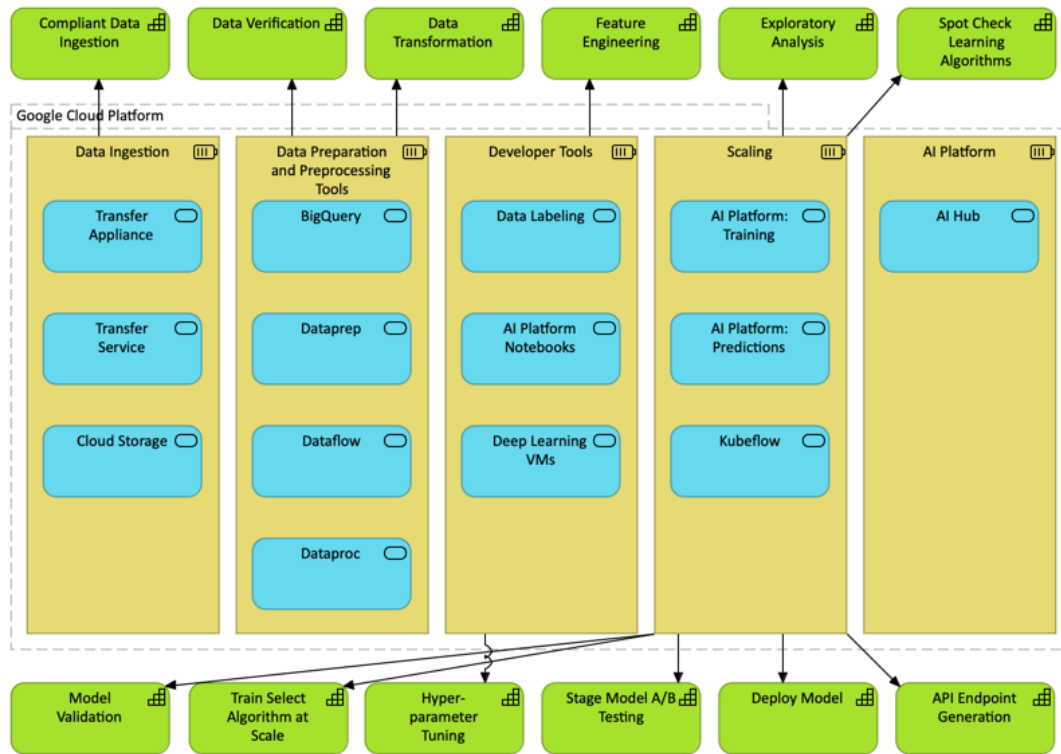 Compliant Data
Ingestion
Data Verification
Data
Transformation
Feature
Engineering
Exploratory
Analysis
Spot Check
Learning
Algorithms
Google Cloud Platform
Data Ingestion
Data Preparation
and Preprocessing
Tools
Developer Tools
Scaling
AI Platform
Transfer
Appliance
BigQuery
Data Labeling
AI Platform:
Training
AI Hub
Transfer
Service
Dataprep
AI Platform
Notebooks
AI Platform:
Predictions
Cloud Storage
Dataflow
Deep Learning
VMs
Kubeflow
Dataproc
Model
Validation
Train Select
Algorithm at
Scale
Hyper-
parameter
Tuning
Stage Model A/B
Testing
Deploy Model
API Endpoint
Generation